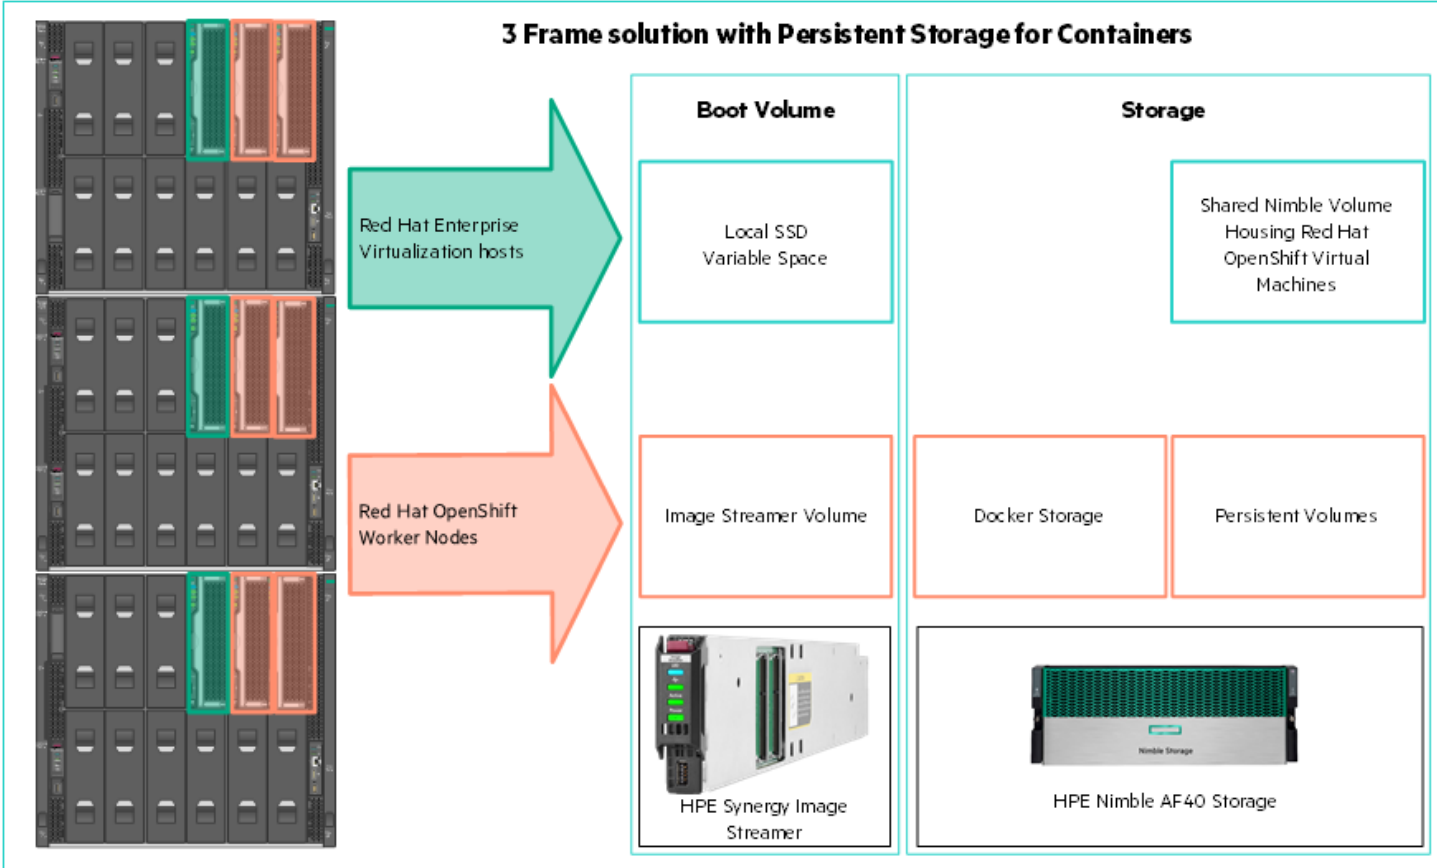 3 Frame solution with Persistent Storage for Containers
Boot Volume
Storage
Red Hat Enterprise
Virtualization hosts
Local SSD
Variable Space
Shared Nimble Volume
Housing Red Hat
OpenShift Virtual
Machines
Red Hat OpenShift
Worker Nodes
Image Streamer Volume
Docker Storage
Persistent Volumes
Nimble Storage
HPE Synergy Image
Streamer
HPE Nimble AF40 Storage